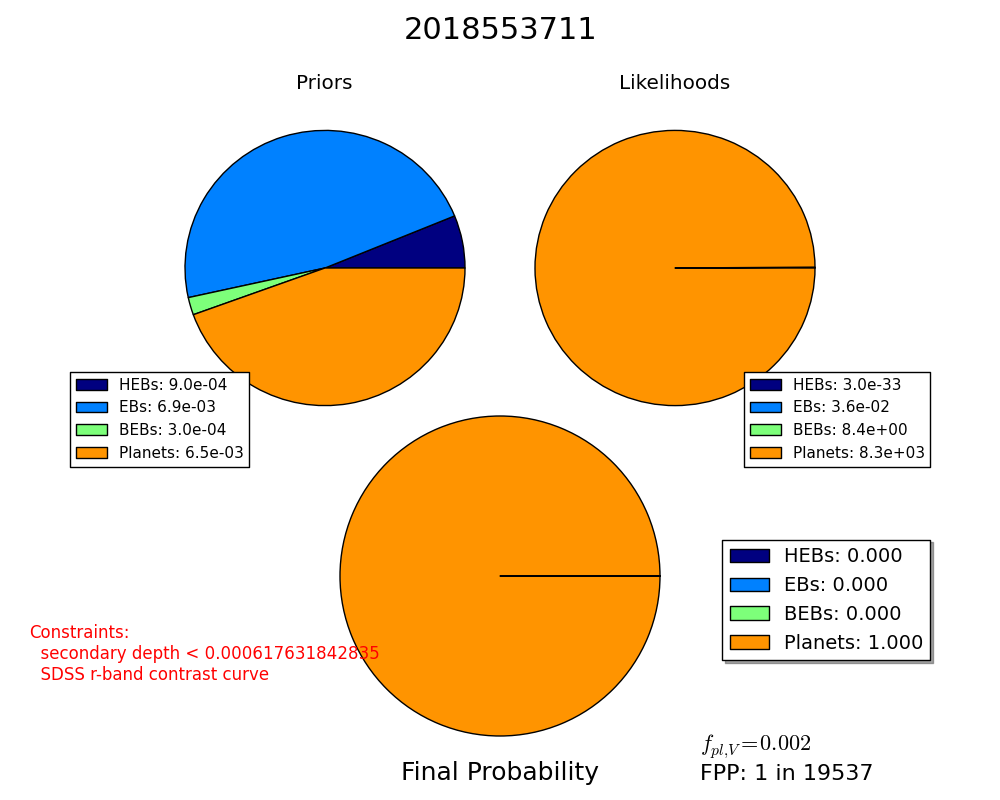 2018553711
Priors
Likelihoods
HEBs: 9.0e-04
EBs: 6.9e-03
BEBs: 3.0e-04
Planets: 6.5e-03
HEBs: 3.0e-33
EBs: 3.6e-02
BEBs: 8.4e+00
Planets: 8.3e+03
HEBs: 0.000
EBs: 0.000
BEBs: 0.000
Planets: 1.000
Constraints:
secondary depth < 0.000617631842835
SDSS r-band contrast curve
f_{pl,V}=0.002
Final Probability
FPP: 1 in 19537